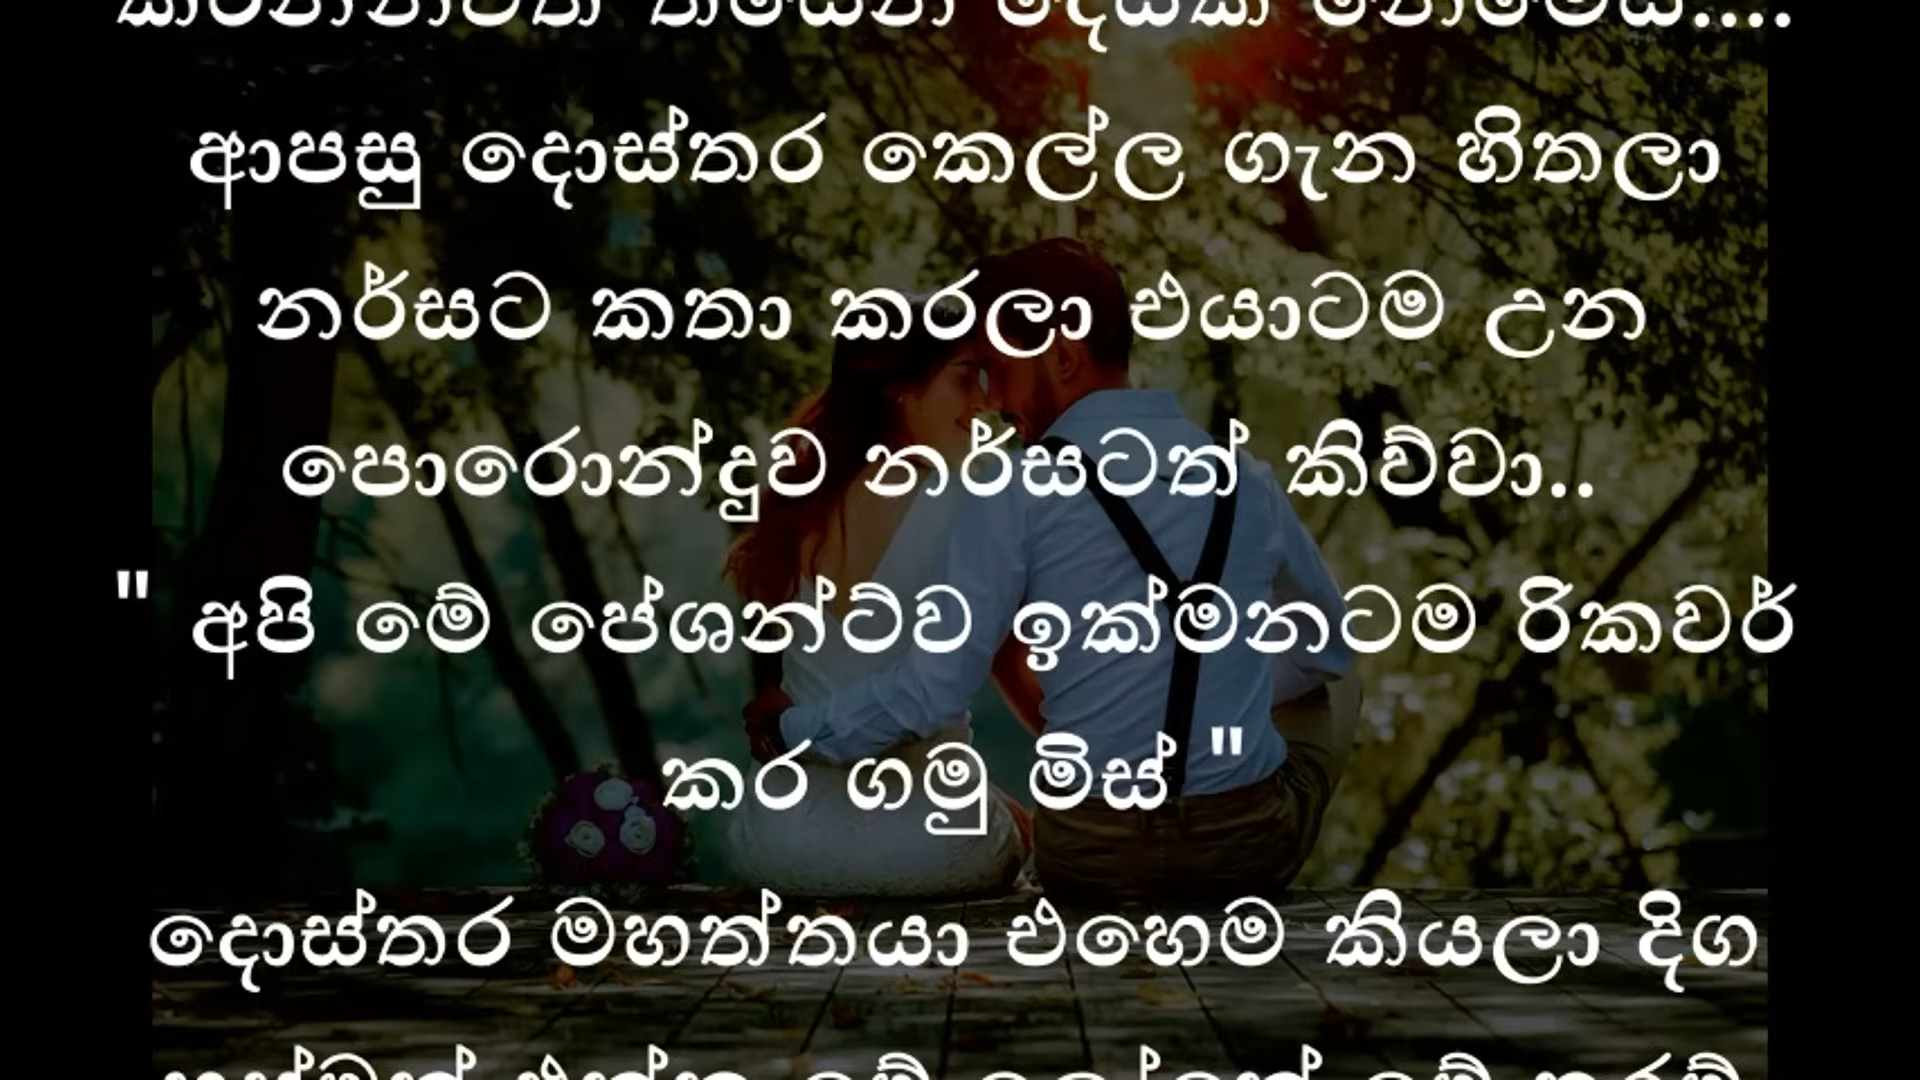 ආපසු දොස්තර කෙල්ල ගැන හිතලා
නර්සට කතා කරලා එයාටම උන
පොරොන්දුව නර්සටත් කිව්වා..
" අපි මේ පේශන්ට්ව ඉක්මනටම රිකවර්
කර ගමු මිස් "
දොස්තර මහත්තයා එහෙම කියලා දිග